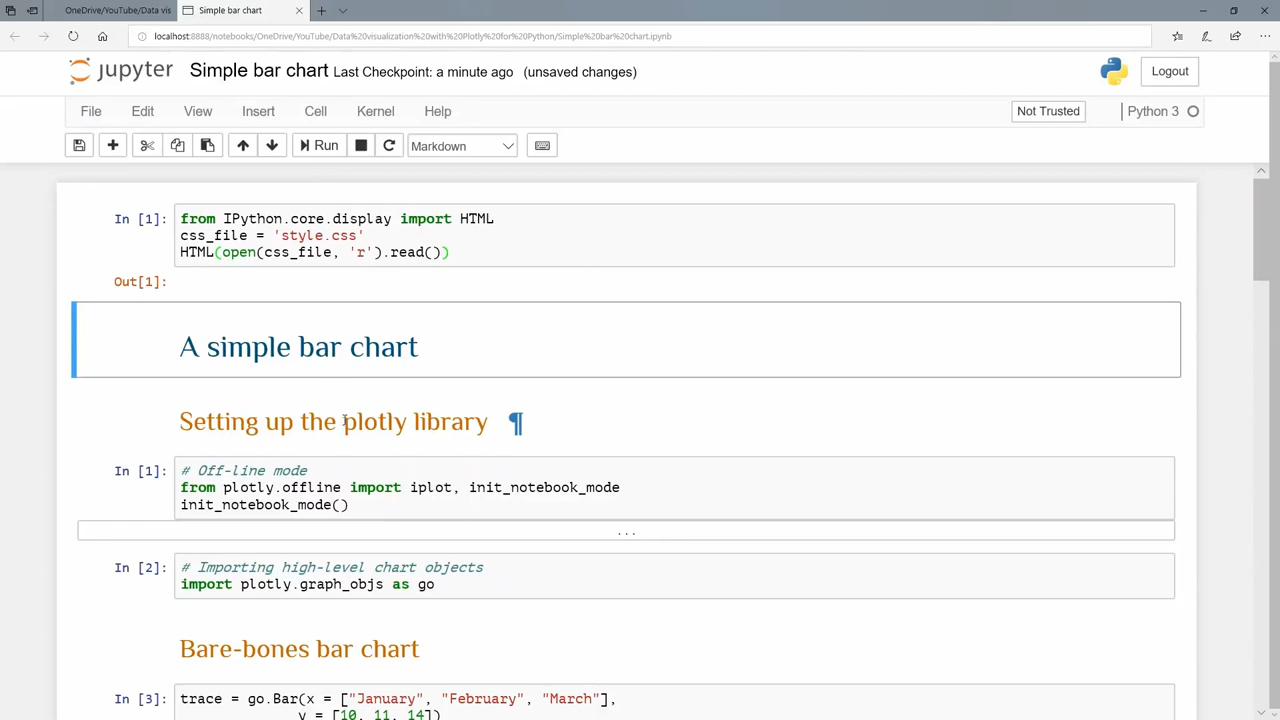 OneDrive/YouTube/Data vis
Simple bar chart
localhost:8888/notebooks/OneDrive/YouTube/Data%20visualization%20with%20Plotly%20for%20Python/Simple%20bar%20chart.ipynb
jupyter Simple bar chart Last Checkpoint: a minute ago (unsaved changes)
Logout
File Edit View Insert Cell Kernel Help
Not Trusted
Python 3
Run
Markdown
In [1]: from IPython.core.display import HTML
css_file = 'style.css'
HTML(open(css_file, 'r').read())
Out[1]:
A simple bar chart
Setting up the plotly library ¶
In [1]: # Off-line mode
from plotly.offline import iplot, init_notebook_mode
init_notebook_mode()
...
In [2]: # Importing high-level chart objects
import plotly.graph_objs as go
Bare-bones bar chart
In [3]: trace = go.Bar(x = ["January", "February", "March"],
y = [10, 11, 14])